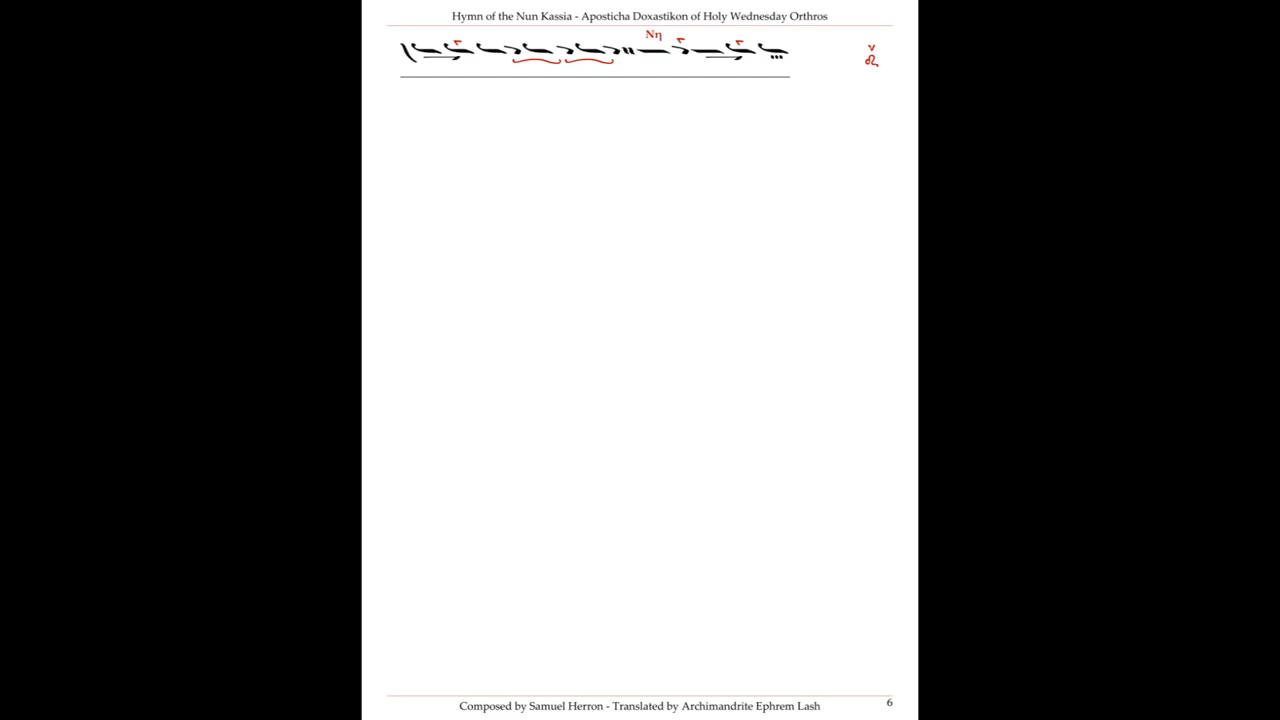 Hymn of the Nun Kassia - Aposticha Doxastikon of Holy Wednesday Orthros
Νη
ν
Composed by Samuel Herron - Translated by Archimandrite Ephrem Lash
6